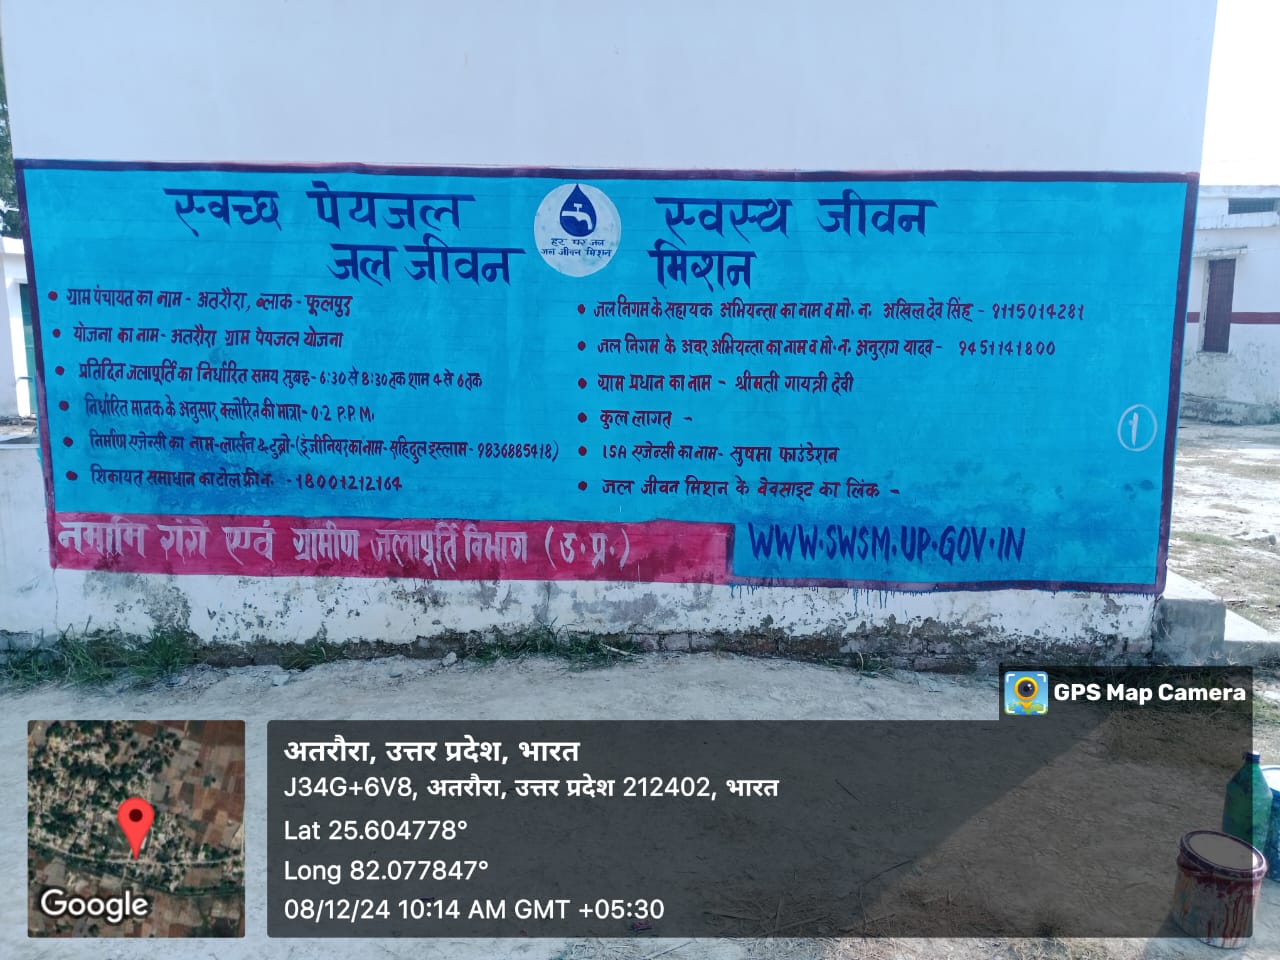 स्वच्छ पेयजल
स्वस्थ जीवन
जल जीवन
मिशन
हर घर जल
जल जीवन मिशन
• ग्राम पंचायत का नाम - अतरौरा, ब्लाक - फूलपुर
• योजना का नाम - अतरौरा ग्राम पेयजल योजना
• प्रतिदिन जलापूर्ति का निर्धारित समय सुबह - 6:30 से 8:30 तक शाम 4 से 6 तक
• निर्धारित मानक के अनुसार क्लोरिन की मात्रा - 0.2 P.P.M.
• निर्माण एजेन्सी का नाम - लार्सन & टुब्रो - (इंजीनियर का नाम - सहिदुल इस्लाम - 9836885418)
• शिकायत समाधान का टोल फ्री न. - 18001212164
• जल निगम के सहायक अभियन्ता का नाम व मो. न. अखिल देव सिंह - 9115014281
• जल निगम के अवर अभियन्ता का नाम व मो. न. अनुराग यादव - 9451141800
• ग्राम प्रधान का नाम - श्रीमती गायत्री देवी
• कुल लागत -
• ISA एजेन्सी का नाम - सुषमा फाउंडेशन
• जल जीवन मिशन के वेबसाइट का लिंक -
1
नमामि गंगे एवं ग्रामीण जलापूर्ति विभाग (उ.प्र.)
WWW.SWSM.UP.GOV.IN
GPS Map Camera
अतरौरा, उत्तर प्रदेश, भारत
J34G+6V8, अतरौरा, उत्तर प्रदेश 212402, भारत
Lat 25.604778°
Long 82.077847°
08/12/24 10:14 AM GMT +05:30
Google